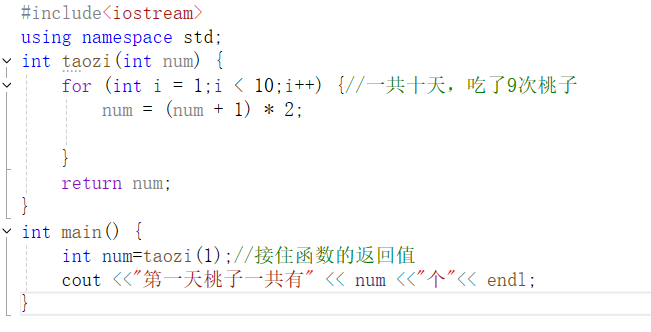 #include<iostream>
using namespace std;
int taozi(int num) {
for (int i = 1;i < 10;i++) {//一共十天，吃了9次桃子
num = (num + 1) * 2;
}
return num;
}
int main() {
int num=taozi(1);//接住函数的返回值
cout <<"第一天桃子一共有" << num <<"个"<< endl;
}